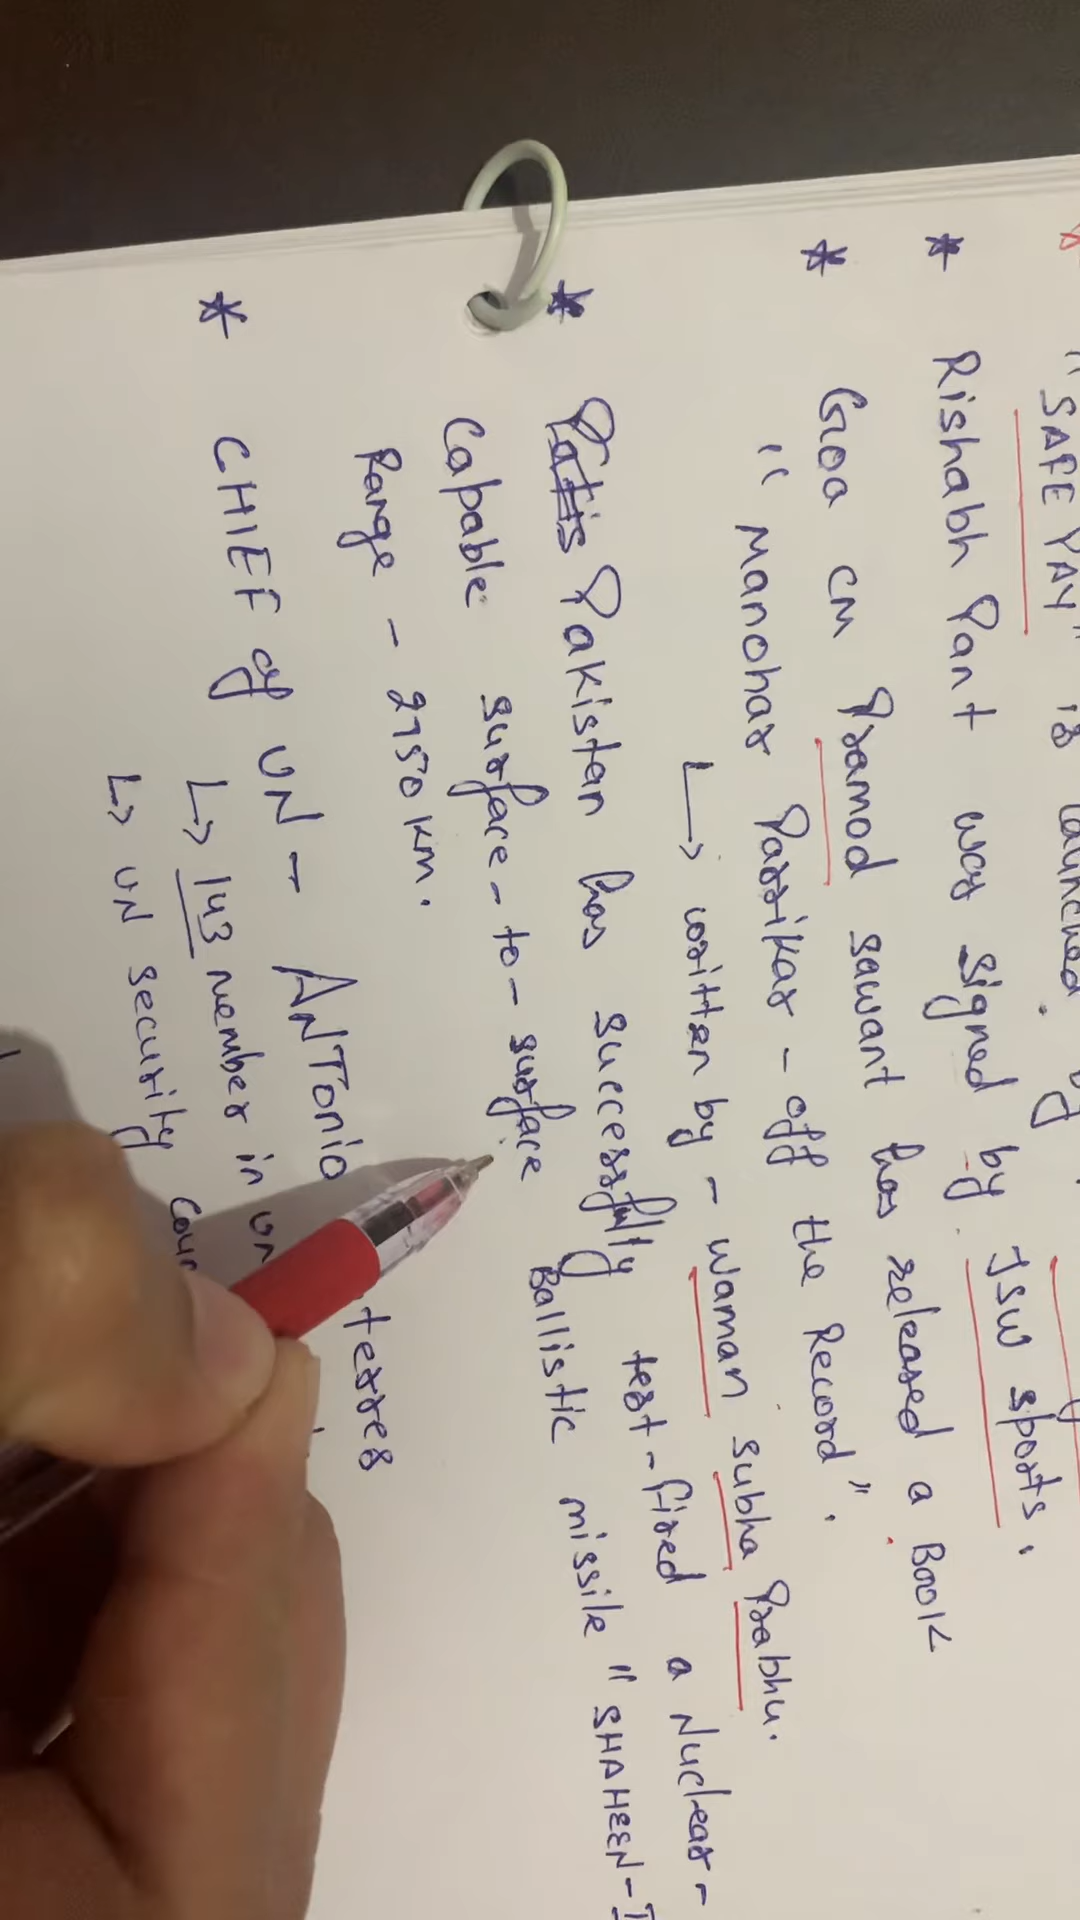 "SAFE PAY" is launched.
* Rishabh Pant was signed by JSW sports.
* Goa CM Pramod sawant has released a Book
" Manohar Parrikar - off the Record".
↳ written by - Waman subha Prabhu.
* Pakistan has successfully test-fired a Nuclear-
Capable surface-to-surface Ballistic missile "SHAHEEN-I
Range - 2750 km.
* CHIEF of UN - ANTonio terres
↳ 143 member in UN
↳ UN security